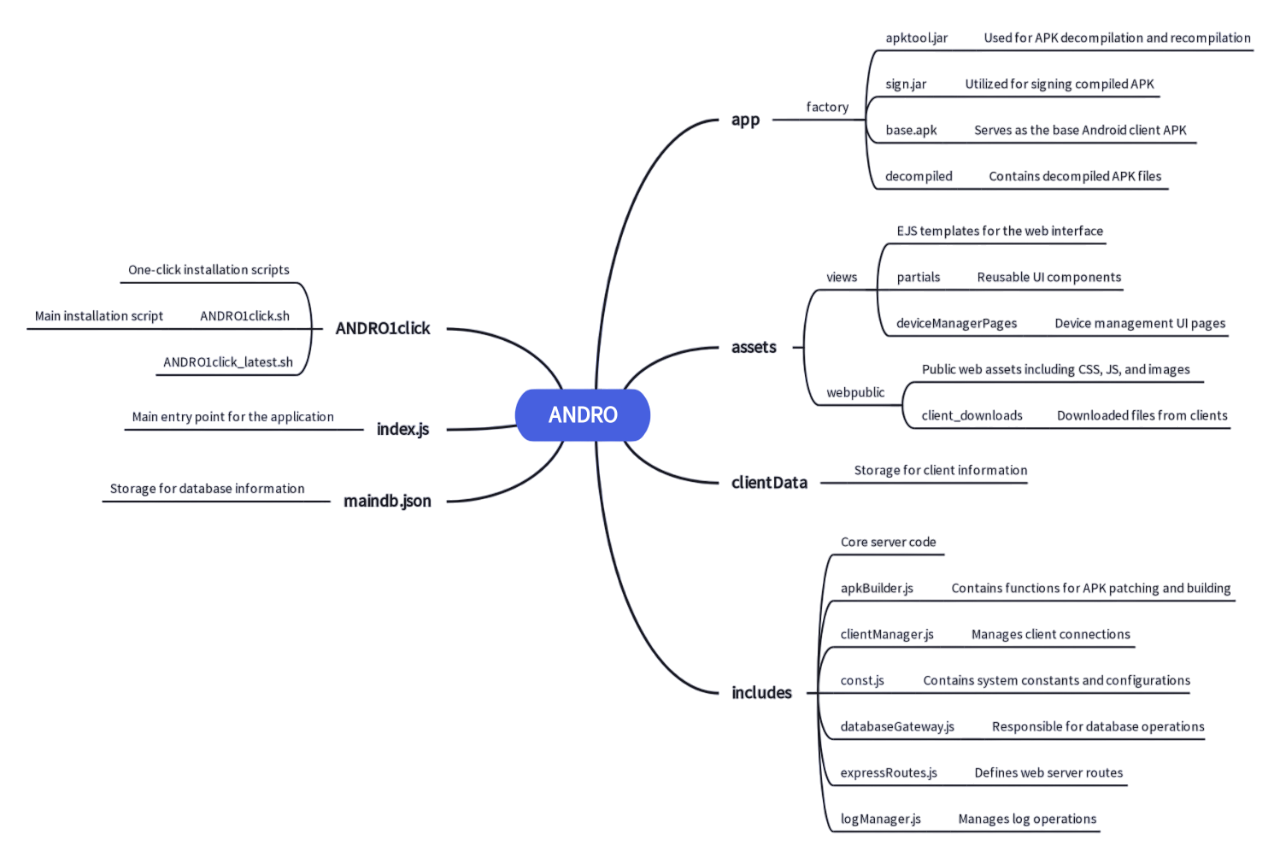 ANDRO
app
factory
apktool.jar Used for APK decompilation and recompilation
sign.jar Utilized for signing compiled APK
base.apk Serves as the base Android client APK
decompiled Contains decompiled APK files
assets
views
EJS templates for the web interface
partials Reusable UI components
deviceManagerPages Device management UI pages
webpublic
Public web assets including CSS, JS, and images
client_downloads Downloaded files from clients
clientData
Storage for client information
includes
Core server code
apkBuilder.js Contains functions for APK patching and building
clientManager.js Manages client connections
const.js Contains system constants and configurations
databaseGateway.js Responsible for database operations
expressRoutes.js Defines web server routes
logManager.js Manages log operations
ANDRO1click
One-click installation scripts
Main installation script ANDRO1click.sh
ANDRO1click_latest.sh
index.js
Main entry point for the application
maindb.json
Storage for database information